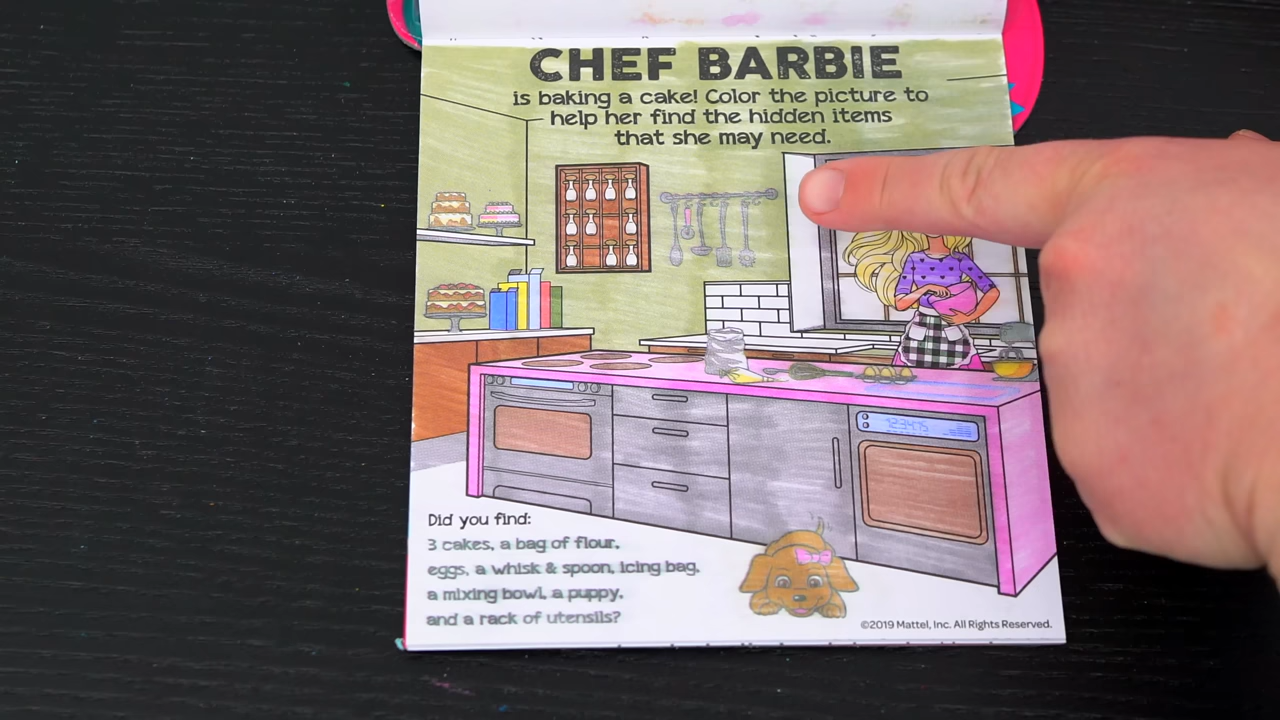 CHEF BARBIE
is baking a cake! Color the picture to
help her find the hidden items
that she may need.
Did you find:
3 cakes, a bag of flour,
eggs, a whisk & spoon, icing bag,
a mixing bowl, a puppy,
and a rack of utensils?
©2019 Mattel, Inc. All Rights Reserved.